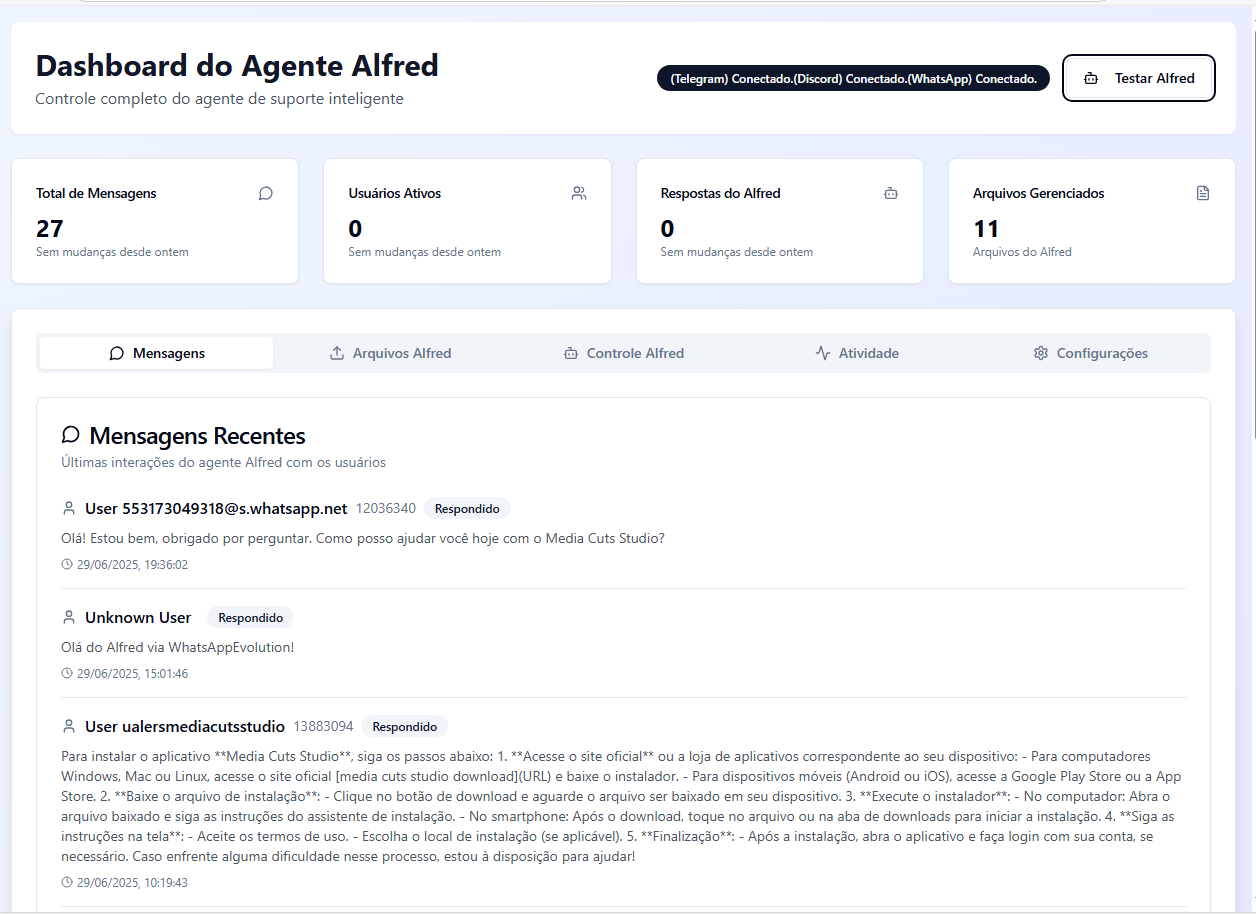 Dashboard do Agente Alfred
Controle completo do agente de suporte inteligente
(Telegram) Conectado.(Discord) Conectado.(WhatsApp) Conectado.
Testar Alfred
Total de Mensagens
27
Sem mudanças desde ontem
Usuários Ativos
0
Sem mudanças desde ontem
Respostas do Alfred
0
Sem mudanças desde ontem
Arquivos Gerenciados
11
Arquivos do Alfred
Mensagens
Arquivos Alfred
Controle Alfred
Atividade
Configurações
Mensagens Recentes
Últimas interações do agente Alfred com os usuários
User 553173049318@s.whatsapp.net 12036340 Respondido
Olá! Estou bem, obrigado por perguntar. Como posso ajudar você hoje com o Media Cuts Studio?
29/06/2025, 19:36:02
Unknown User Respondido
Olá do Alfred via WhatsAppEvolution!
29/06/2025, 15:01:46
User ualersmediacutsstudio 13883094 Respondido
Para instalar o aplicativo **Media Cuts Studio**, siga os passos abaixo: 1. **Acesse o site oficial** ou a loja de aplicativos correspondente ao seu dispositivo: - Para computadores
Windows, Mac ou Linux, acesse o site oficial [media cuts studio download](URL) e baixe o instalador. - Para dispositivos móveis (Android ou iOS), acesse a Google Play Store ou a App
Store. 2. **Baixe o arquivo de instalação**: - Clique no botão de download e aguarde o arquivo ser baixado em seu dispositivo. 3. **Execute o instalador**: - No computador: Abra o
arquivo baixado e siga as instruções do assistente de instalação. - No smartphone: Após o download, toque no arquivo ou na aba de downloads para iniciar a instalação. 4. **Siga as
instruções na tela**: - Aceite os termos de uso. - Escolha o local de instalação (se aplicável). 5. **Finalização**: - Após a instalação, abra o aplicativo e faça login com sua conta, se
necessário. Caso enfrente alguma dificuldade nesse processo, estou à disposição para ajudar!
29/06/2025, 10:19:43